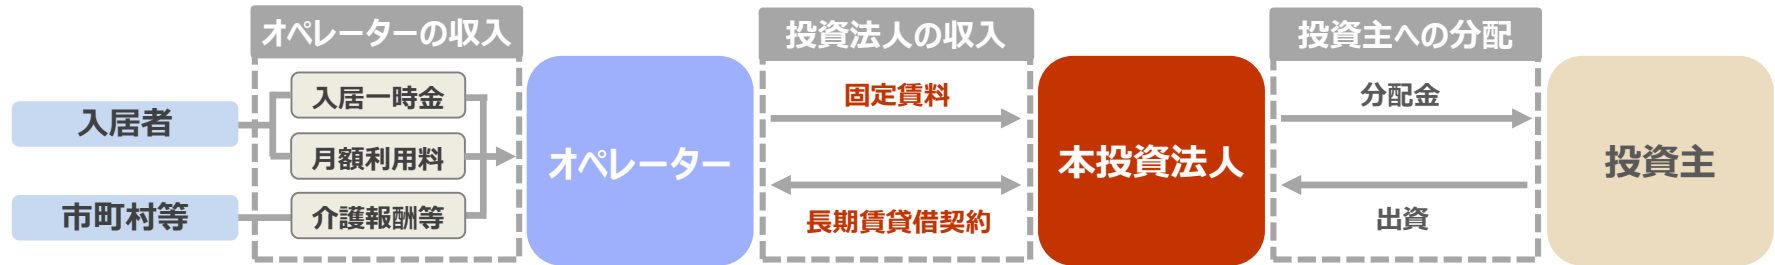 オペレーターの収入
入居者
市町村等
入居一時金
月額利用料
介護報酬等
オペレーター
投資法人の収入
固定賃料
長期賃貸借契約
本投資法人
投資主への分配
分配金
出資
投資主